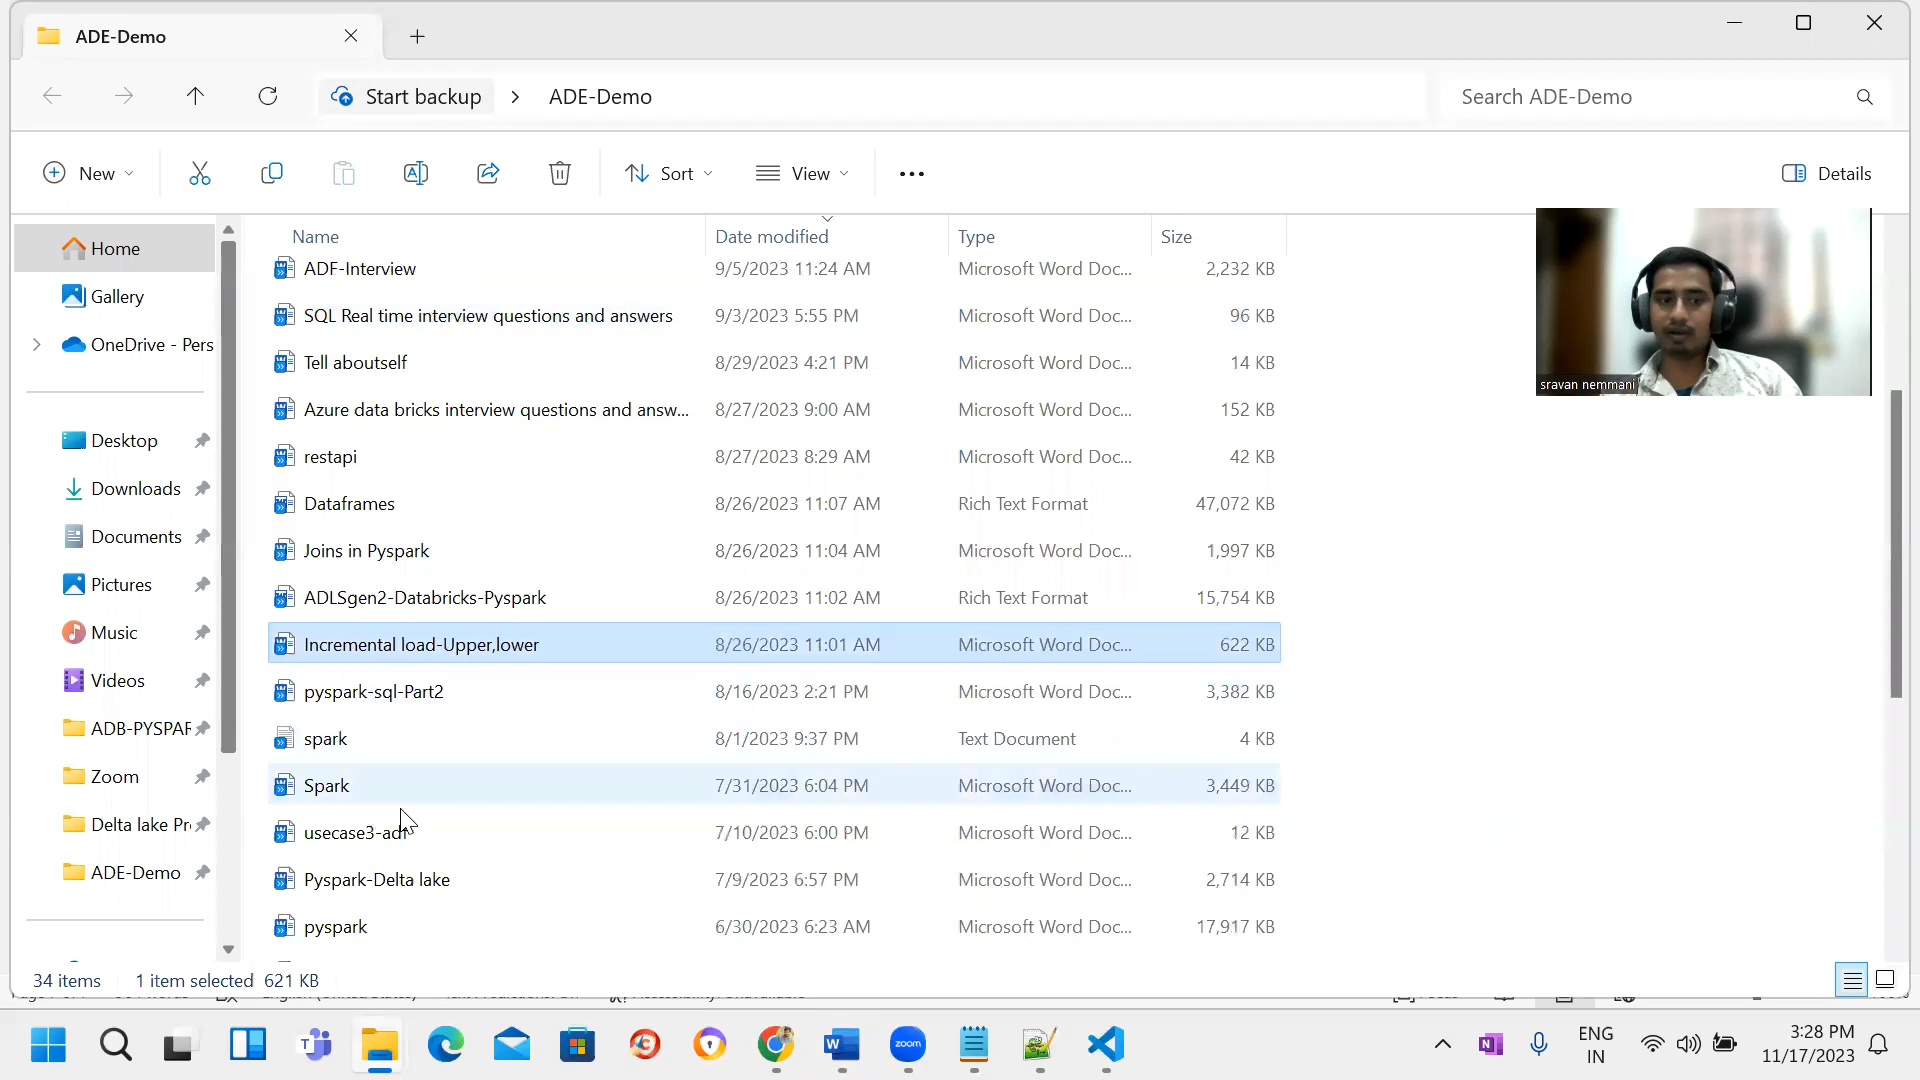 ADE-Demo
Start backup
ADE-Demo
Search ADE-Demo
New
Sort
View
Details
Name
Date modified
Type
Size
Home
Gallery
OneDrive - Pers
Desktop
Downloads
Documents
Pictures
Music
Videos
ADB-PYSPAR
Zoom
Delta lake Pr
ADE-Demo
ADF-Interview 9/5/2023 11:24 AM Microsoft Word Doc... 2,232 KB
SQL Real time interview questions and answers 9/3/2023 5:55 PM Microsoft Word Doc... 96 KB
Tell aboutself 8/29/2023 4:21 PM Microsoft Word Doc... 14 KB
Azure data bricks interview questions and answ... 8/27/2023 9:00 AM Microsoft Word Doc... 152 KB
restapi 8/27/2023 8:29 AM Microsoft Word Doc... 42 KB
Dataframes 8/26/2023 11:07 AM Rich Text Format 47,072 KB
Joins in Pyspark 8/26/2023 11:04 AM Microsoft Word Doc... 1,997 KB
ADLSgen2-Databricks-Pyspark 8/26/2023 11:02 AM Rich Text Format 15,754 KB
Incremental load-Upper,lower 8/26/2023 11:01 AM Microsoft Word Doc... 622 KB
pyspark-sql-Part2 8/16/2023 2:21 PM Microsoft Word Doc... 3,382 KB
spark 8/1/2023 9:37 PM Text Document 4 KB
Spark 7/31/2023 6:04 PM Microsoft Word Doc... 3,449 KB
usecase3-adf 7/10/2023 6:00 PM Microsoft Word Doc... 12 KB
Pyspark-Delta lake 7/9/2023 6:57 PM Microsoft Word Doc... 2,714 KB
pyspark 6/30/2023 6:23 AM Microsoft Word Doc... 17,917 KB
sravan nemmani
34 items 1 item selected 621 KB
zoom
ENG
IN
3:28 PM
11/17/2023